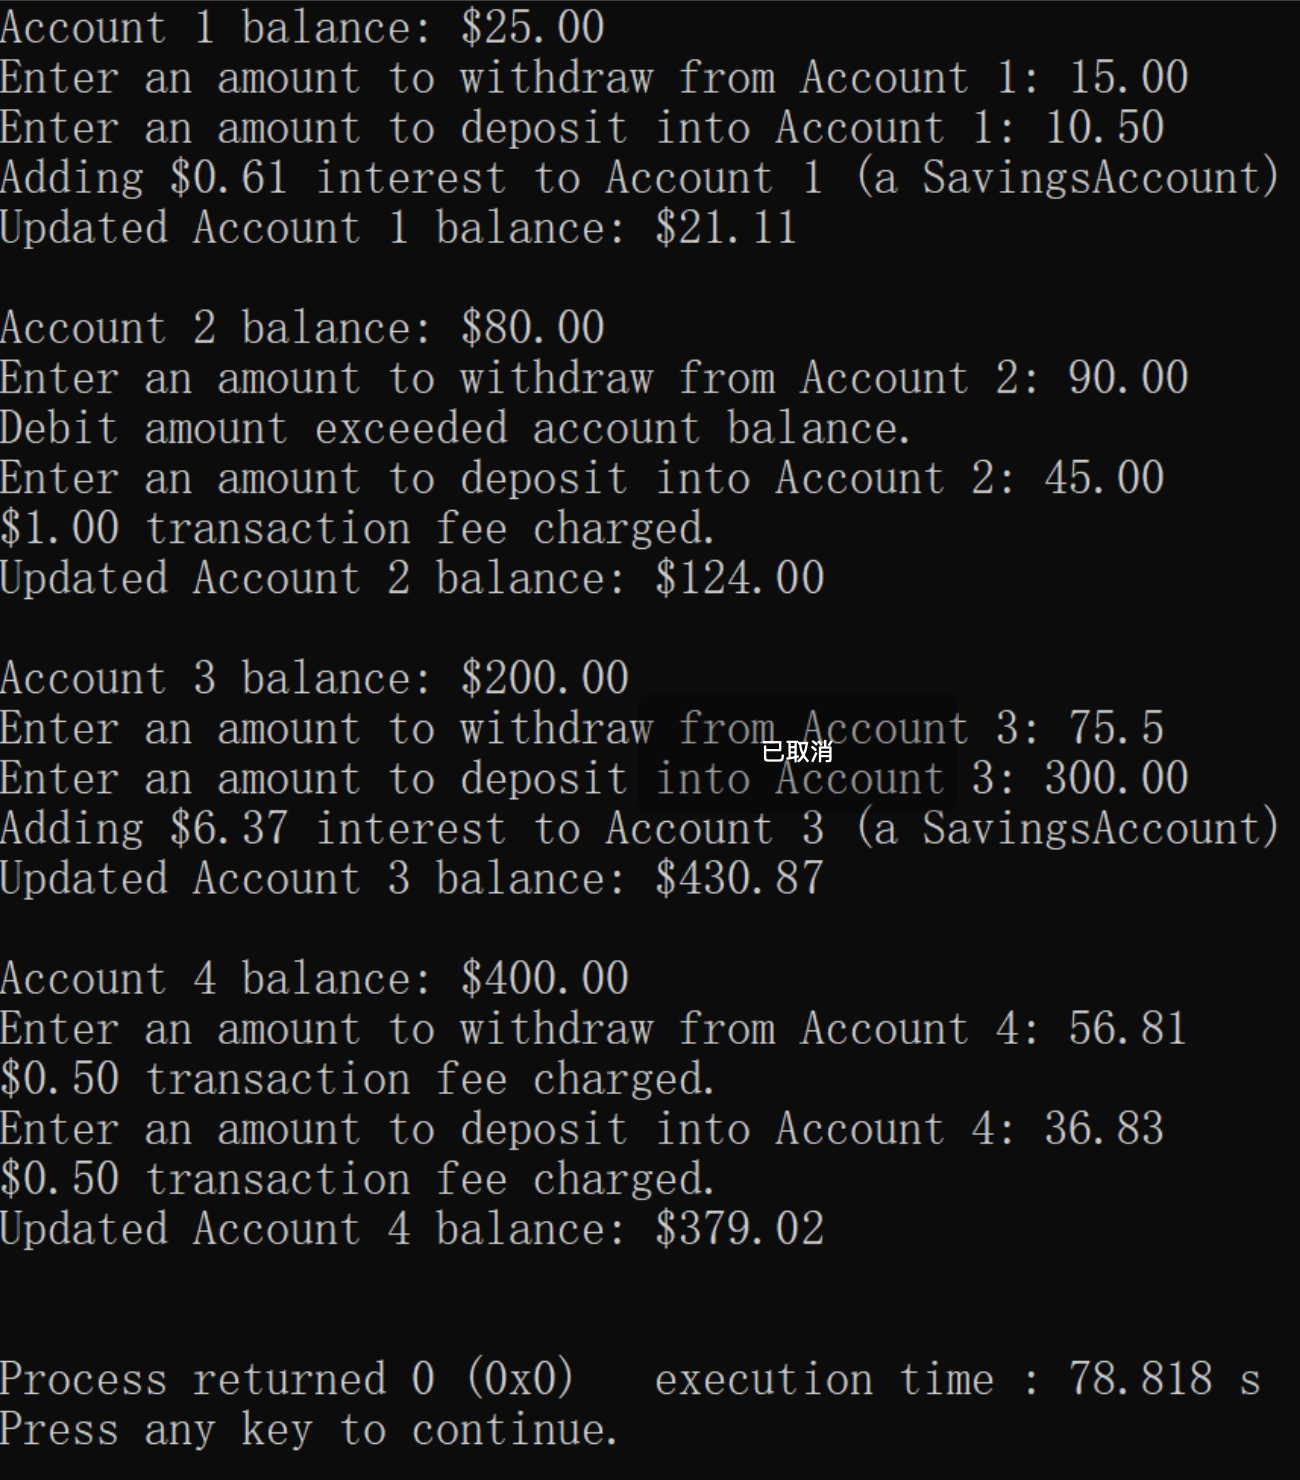 Account 1 balance: $25.00
Enter an amount to withdraw from Account 1: 15.00
Enter an amount to deposit into Account 1: 10.50
Adding $0.61 interest to Account 1 (a SavingsAccount)
Updated Account 1 balance: $21.11

Account 2 balance: $80.00
Enter an amount to withdraw from Account 2: 90.00
Debit amount exceeded account balance.
Enter an amount to deposit into Account 2: 45.00
$1.00 transaction fee charged.
Updated Account 2 balance: $124.00

Account 3 balance: $200.00
Enter an amount to withdraw from Account 3: 75.5
已取消
Enter an amount to deposit into Account 3: 300.00
Adding $6.37 interest to Account 3 (a SavingsAccount)
Updated Account 3 balance: $430.87

Account 4 balance: $400.00
Enter an amount to withdraw from Account 4: 56.81
$0.50 transaction fee charged.
Enter an amount to deposit into Account 4: 36.83
$0.50 transaction fee charged.
Updated Account 4 balance: $379.02

Process returned 0 (0x0)   execution time : 78.818 s
Press any key to continue.